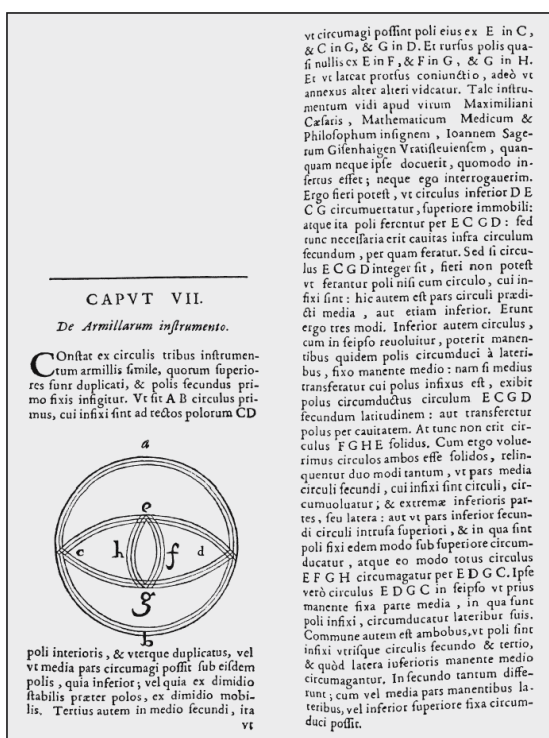 CAPVT VII.
De Armillarum inſtrumento.
COnſtat ex circulis tribus inſtrumen-
tum armillis ſimile, quorum ſuperio-
res ſunt duplicati, & polis ſecundus pri-
mo fixis infigitur. Vt ſit A B circulus pri-
mus, cui infixi ſint ad rectos polorum CD
a
e
c
h
f
d
g
b
poli interioris, & vterque duplicatus, vel
vt media pars circumagi poſſit ſub eiſdem
polis, quia inferior; vel quia ex dimidio
ſtabilis præter polos, ex dimidio mobi-
lis. Tertius autem in medio ſecundi, ita
vt
vt circumagi poſſint poli eius ex E in C,
& C in G, & G in D. Et rurſus polis qua-
ſi nullis ex E in F, & F in G, & G in H.
Et vt lateat prorſus coniunctio, adeò vt
annexus alter alteri videatur. Tale inſtru-
mentum vidi apud virum Maximiliani
Cæſaris, Mathematicum Medicum &
Philoſophum inſignem, Ioannem Sage-
rum Giſenhaigen Vratiſleuienſem, quan-
quam neque ipſe docuerit, quomodo in-
ſertus eſſet; neque ego interrogauerim.
Ergo fieri poteſt, vt circulus inferior D E
C G circumuertatur, ſuperiore immobili:
atque ita poli ferentur per E C G D: ſed
tunc neceſſaria erit cauitas infra circulum
ſecundum, per quam feratur. Sed ſi circu-
lus E C G D integer ſit, fieri non poteſt
vt ferantur poli niſi cum circulo, cui in-
fixi ſint: hic autem eſt pars circuli prædi-
cti media, aut etiam inferior. Erunt
ergo tres modi. Inferior autem circulus,
cum in ſeipſo reuoluitur, poterit manen-
tibus quidem polis circumduci à lateri-
bus, fixo manente medio: nam ſi medius
transferatur cui polus infixus eſt, exibit
polus circumductus circulum E C G D
ſecundum latitudinem: aut transferetur
polus per cauitatem. At tunc non erit cir-
culus F G H E ſolidus. Cum ergo volue-
rimus circulos ambos eſſe ſolidos, relin-
quentur duo modi tantum, vt pars media
circuli ſecundi, cui infixi ſint circuli, cir-
cumuoluatur; & extremæ inferioris par-
tes, ſeu latera: aut vt pars inferior ſecun-
di circuli intruſa ſuperiori, & in qua ſint
poli fixi eodem modo ſub ſuperiore circum-
ducatur, atque eo modo totus circulus
E F G H circumagatur per E D G C. Ipſe
verò circulus E D G C in ſeipſo vt prius
manente fixa parte media, in qua ſunt
poli infixi, circumducatur lateribus ſuis.
Commune autem eſt ambobus, vt poli ſint
infixi vtriſque circulis ſecundo & tertio,
& quòd latera inferioris manente medio
circumagantur. In ſecundo tantum diffe-
runt; cum vel media pars manentibus la-
teribus, vel inferior ſuperiore fixa circum-
duci poſſit.